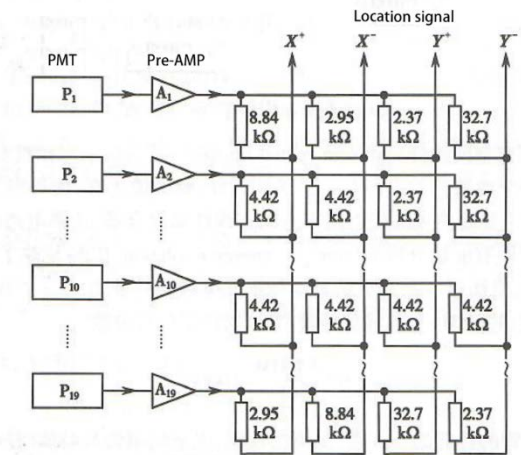 Location signal
X⁺ X⁻ Y⁺ Y⁻
PMT Pre-AMP
P₁ A₁
8.84 kΩ 2.95 kΩ 2.37 kΩ 32.7 kΩ
P₂ A₂
4.42 kΩ 4.42 kΩ 2.37 kΩ 32.7 kΩ
P₁₀ A₁₀
4.42 kΩ 4.42 kΩ 4.42 kΩ 4.42 kΩ
P₁₉ A₁₉
2.95 kΩ 8.84 kΩ 32.7 kΩ 2.37 kΩ